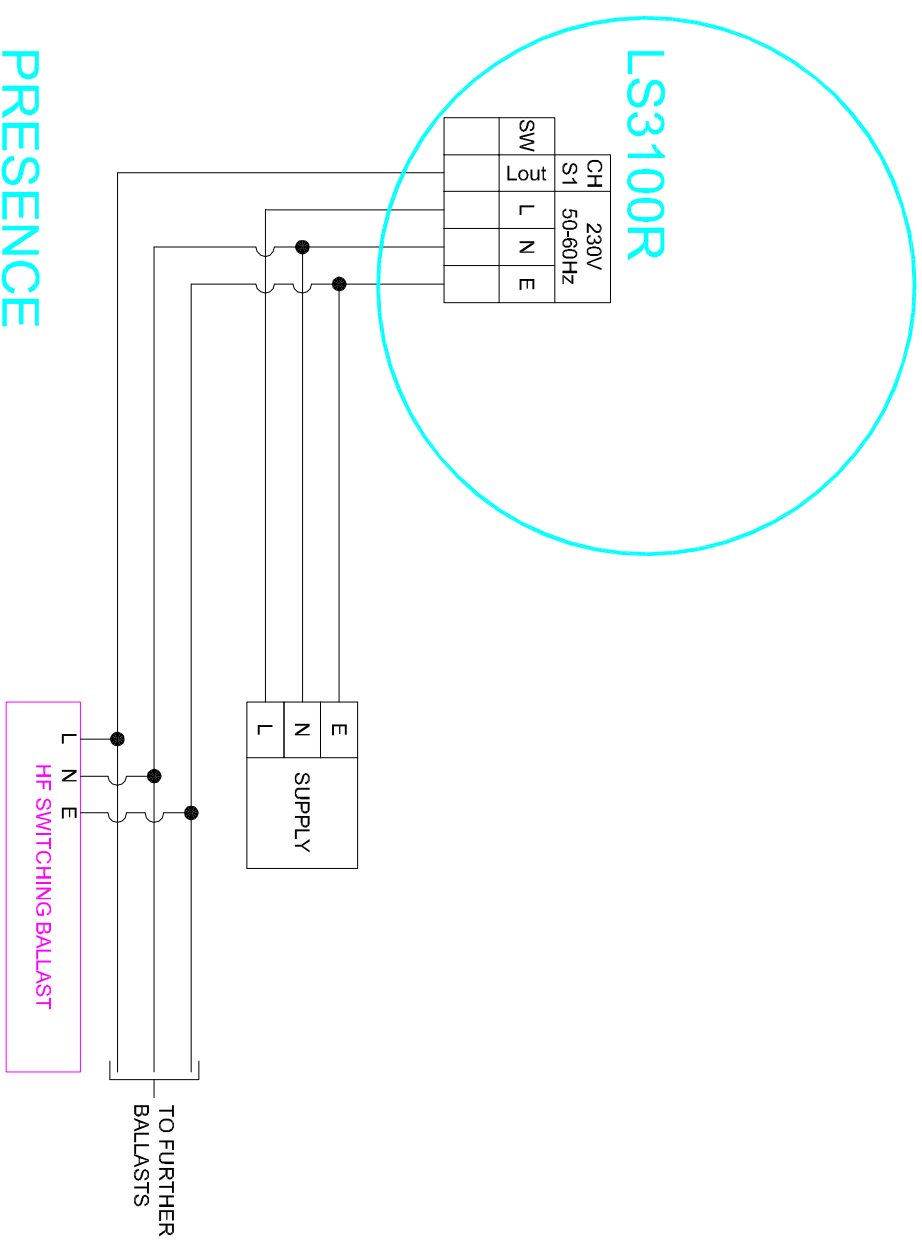 LS3100R
CH
S1
230V
50-60Hz
SW
Lout
L
N
E
PRESENCE
E
N
L
SUPPLY
L
N
E
HF SWITCHING BALLAST
TO FURTHER
BALLASTS